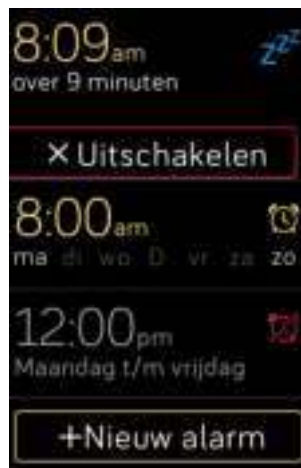 8:09am zzz
over 9 minuten
× Uitschakelen
8:00am
ma di wo D vr za zo
12:00pm
Maandag t/m vrijdag
+Nieuw alarm